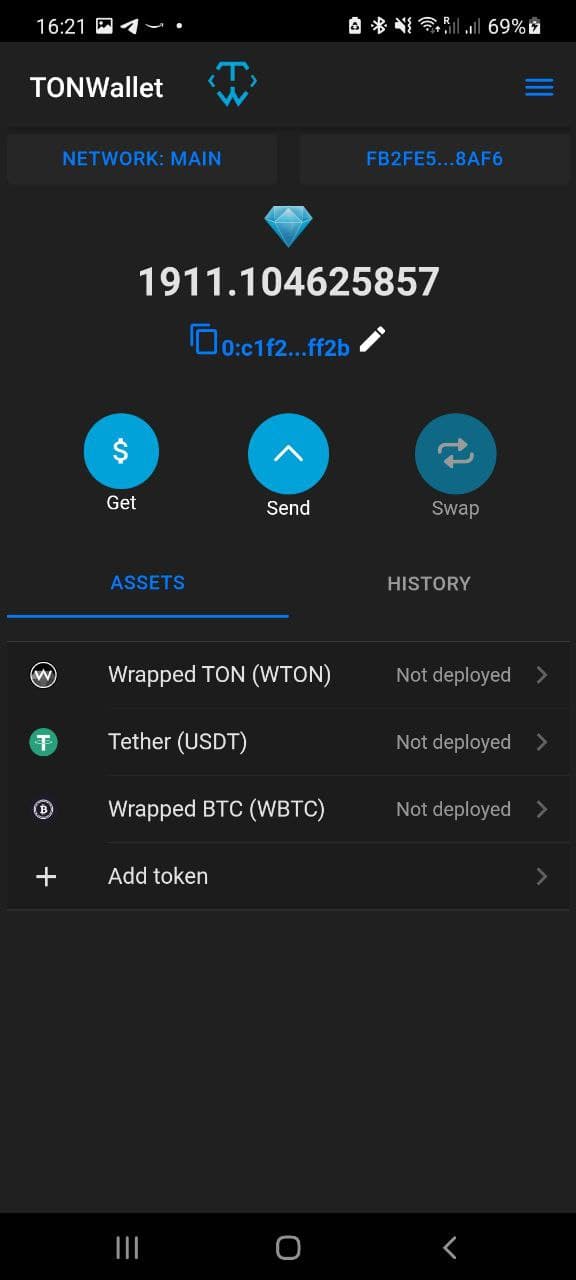 16:21 R 69%
TONWallet
NETWORK: MAIN FB2FE5...8AF6
1911.104625857
0:c1f2...ff2b
$
Get Send Swap
ASSETS HISTORY
Wrapped TON (WTON) Not deployed
Tether (USDT) Not deployed
Wrapped BTC (WBTC) Not deployed
Add token